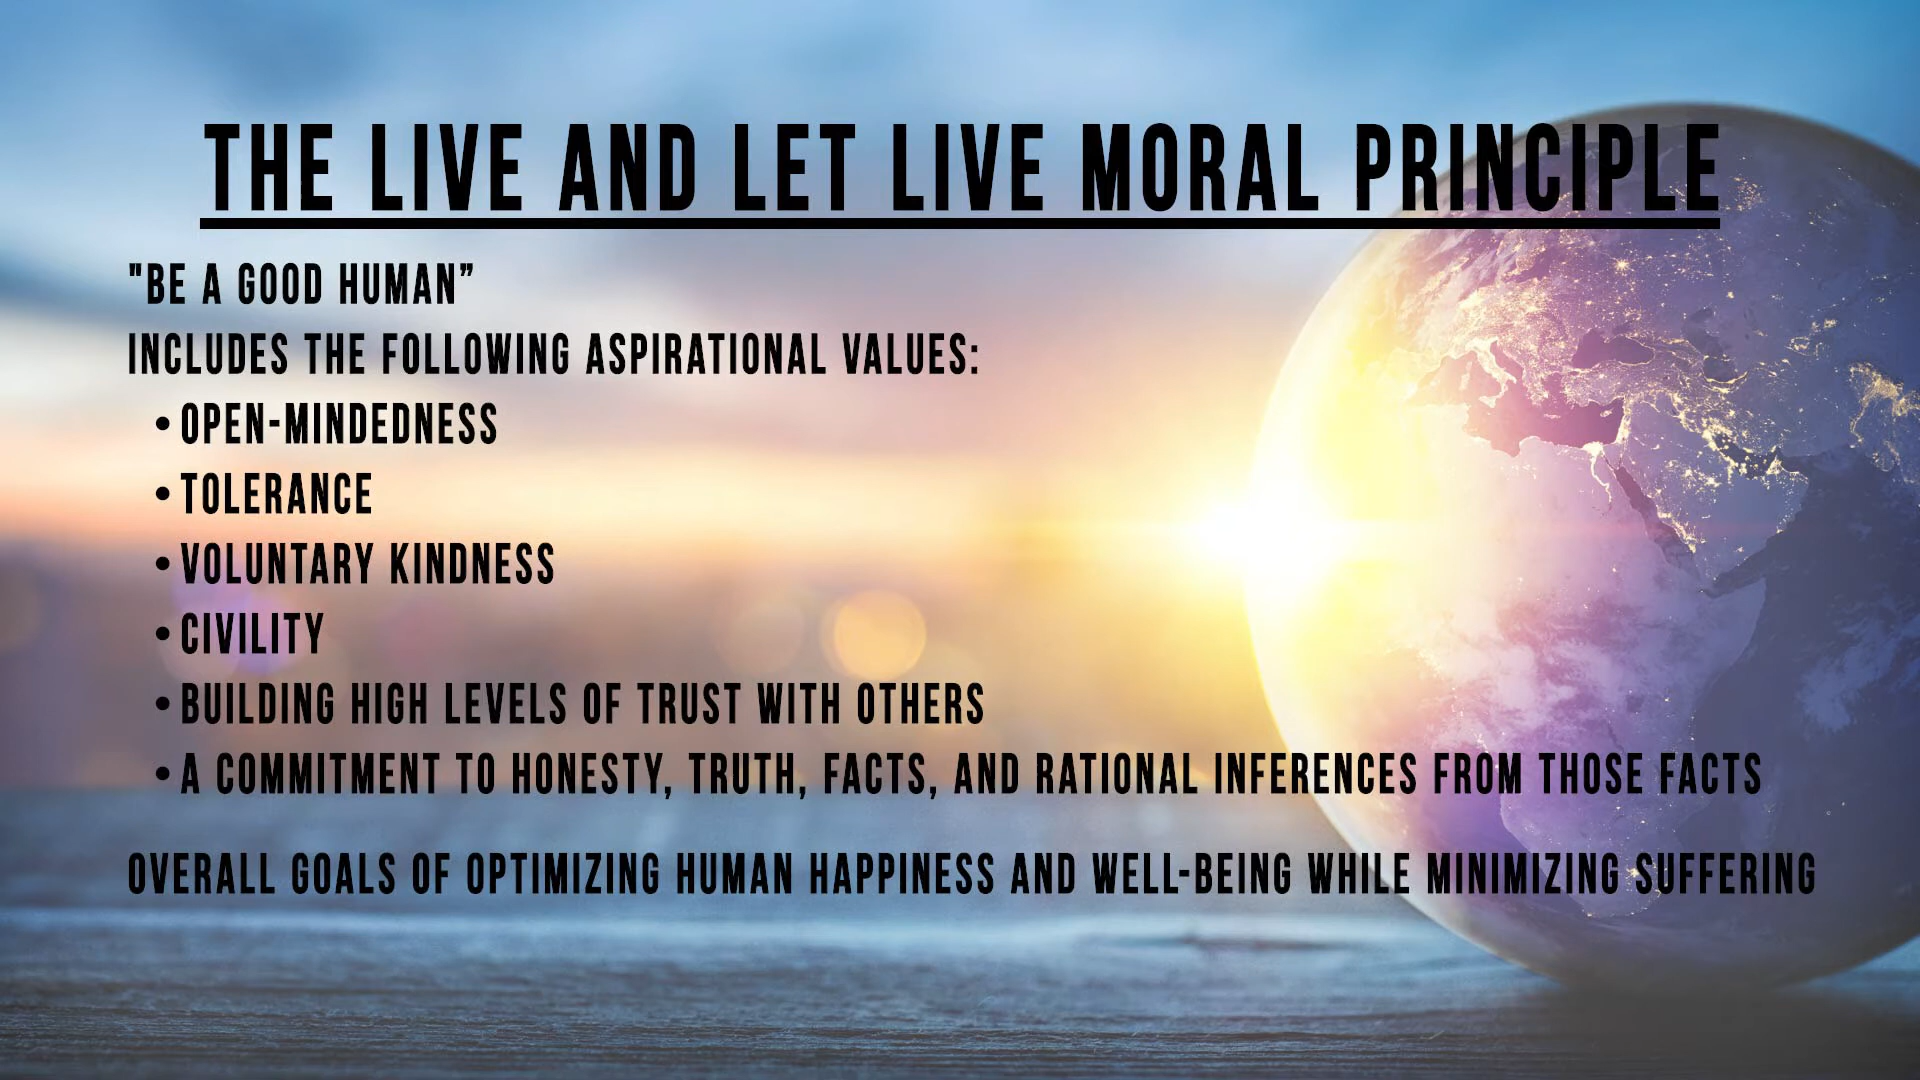 THE LIVE AND LET LIVE MORAL PRINCIPLE
"BE A GOOD HUMAN”
INCLUDES THE FOLLOWING ASPIRATIONAL VALUES:
• OPEN-MINDEDNESS
• TOLERANCE
• VOLUNTARY KINDNESS
• CIVILITY
• BUILDING HIGH LEVELS OF TRUST WITH OTHERS
• A COMMITMENT TO HONESTY, TRUTH, FACTS, AND RATIONAL INFERENCES FROM THOSE FACTS
OVERALL GOALS OF OPTIMIZING HUMAN HAPPINESS AND WELL-BEING WHILE MINIMIZING SUFFERING